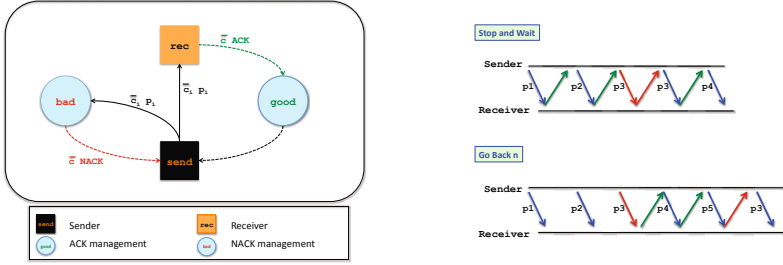 rec
c̄ ACK
c̄ᵢ pᵢ
c̄ᵢ pᵢ
bad
good
c̄ NACK
send
send Sender
rec Receiver
good ACK management
bad NACK management
Stop and Wait
Sender
p1 p2 p3 p3 p4
Receiver
Go Back n
Sender
p1 p2 p3 p4 p5 p3
Receiver